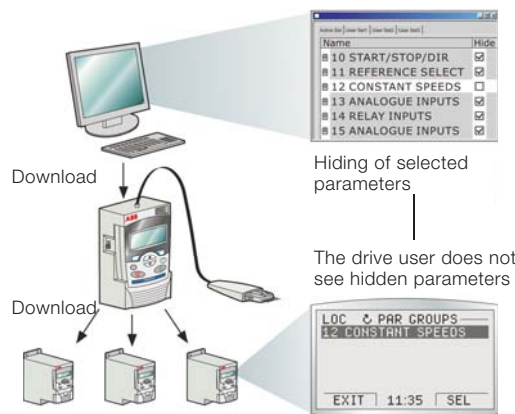 Name Hide
10 START/STOP/DIR
11 REFERENCE SELECT
12 CONSTANT SPEEDS
13 ANALOGUE INPUTS
14 RELAY INPUTS
15 ANALOGUE INPUTS
Hiding of selected
parameters
Download
ABB
The drive user does not
see hidden parameters
Download
LOC PAR GROUPS
12 CONSTANT SPEEDS
EXIT 11:35 SEL